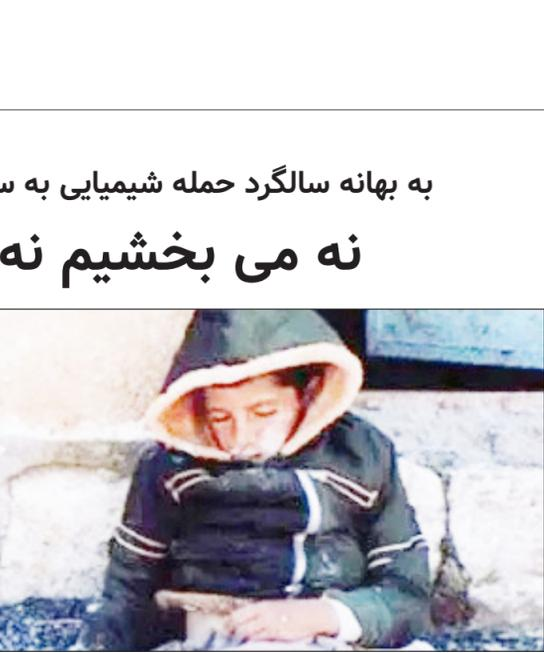 به بهانه سالگرد حمله شیمیایی به
نه می بخشیم نه